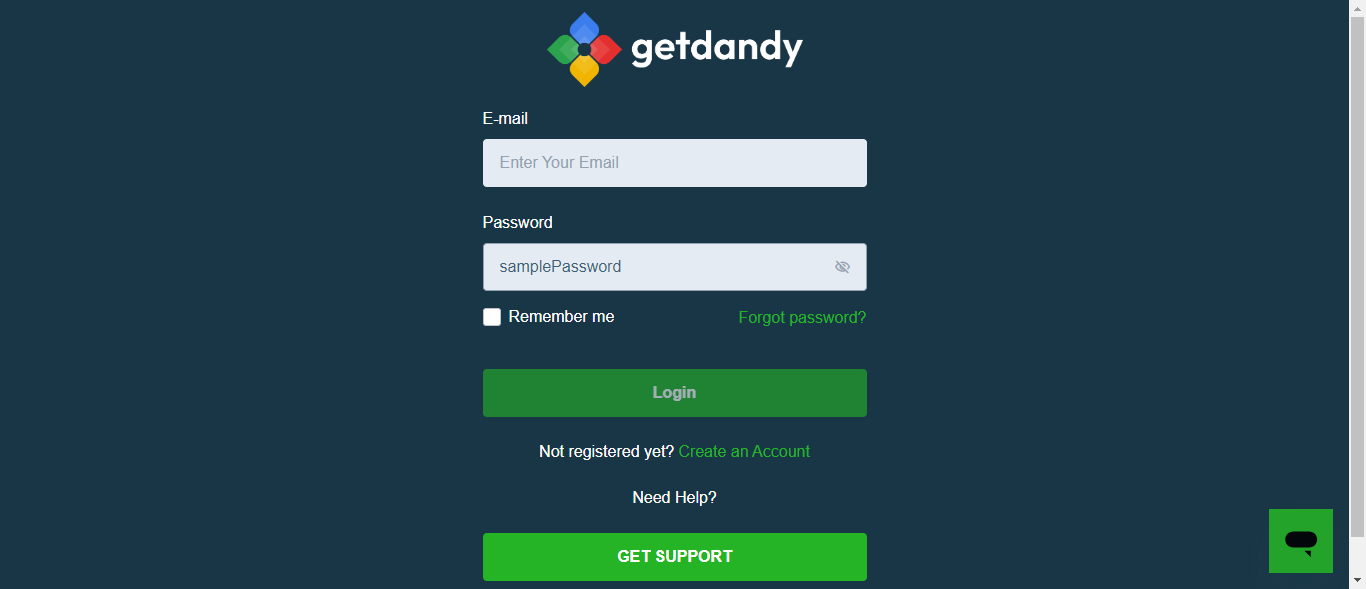 getdandy
E-mail
Enter Your Email
Password
samplePassword
Remember me
Forgot password?
Login
Not registered yet? Create an Account
Need Help?
GET SUPPORT